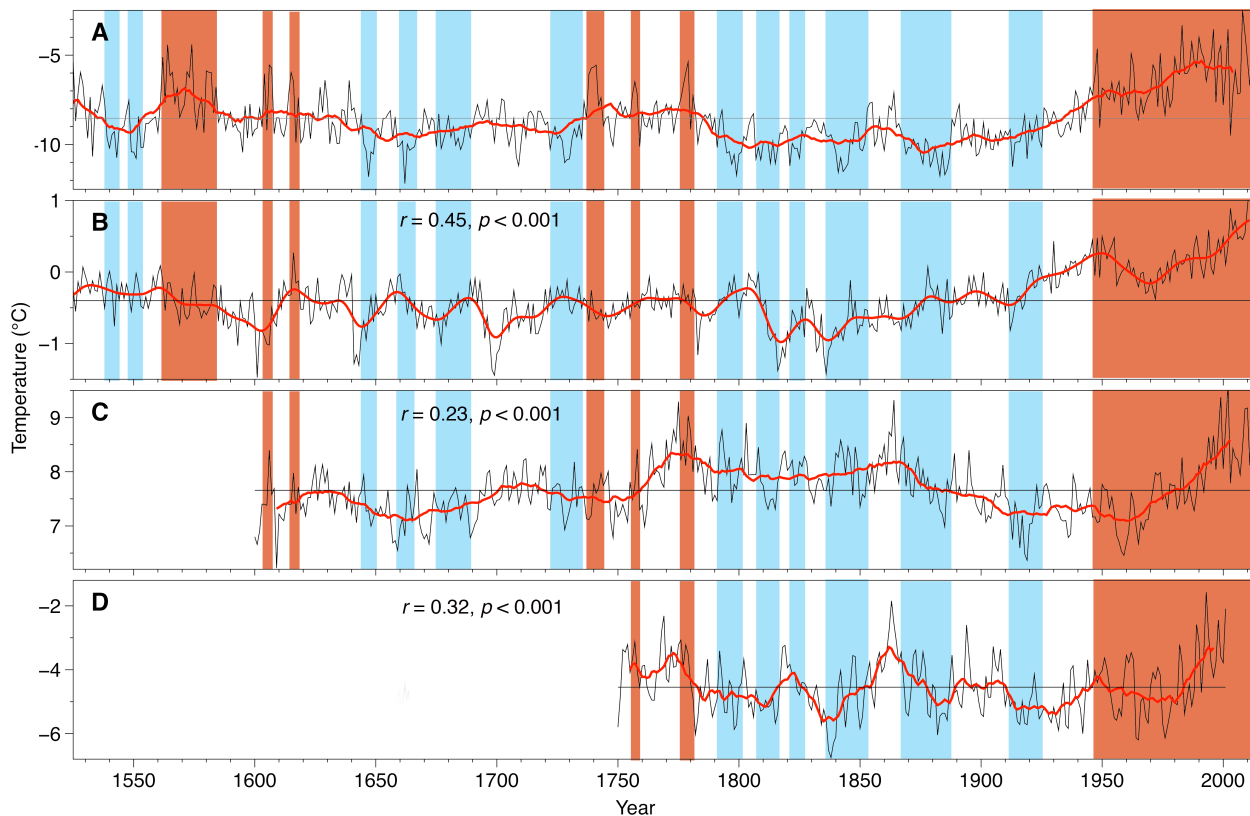 A
−5
−10
B
r = 0.45, p < 0.001
1
0
−1
Temperature (°C)
C
r = 0.23, p < 0.001
9
8
7
D
r = 0.32, p < 0.001
−2
−4
−6
1550 1600 1650 1700 1750 1800 1850 1900 1950 2000
Year